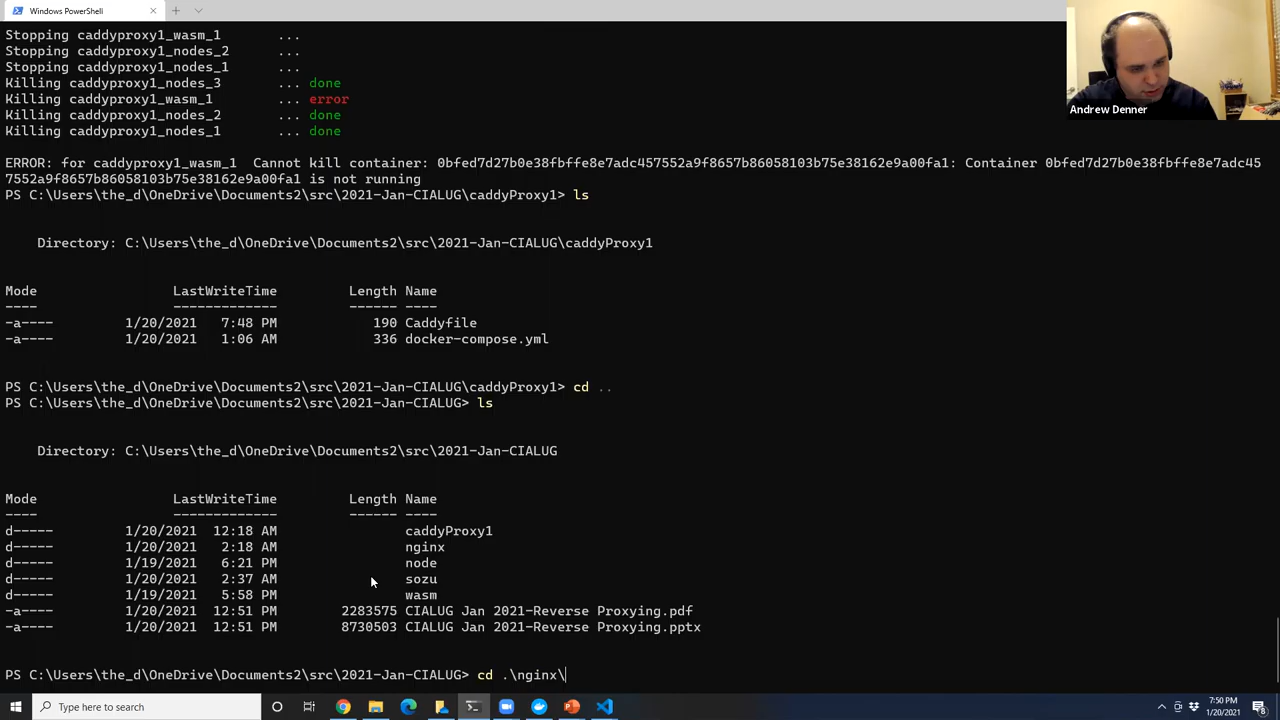 Windows PowerShell
Stopping caddyproxy1_wasm_1 ...
Stopping caddyproxy1_nodes_2 ...
Stopping caddyproxy1_nodes_1 ...
Killing caddyproxy1_nodes_3 ... done
Killing caddyproxy1_wasm_1 ... error
Killing caddyproxy1_nodes_2 ... done
Killing caddyproxy1_nodes_1 ... done
Andrew Denner
ERROR: for caddyproxy1_wasm_1 Cannot kill container: 0bfed7d27b0e38fbffe8e7adc457552a9f8657b86058103b75e38162e9a00fa1: Container 0bfed7d27b0e38fbffe8e7adc45
7552a9f8657b86058103b75e38162e9a00fa1 is not running
PS C:\Users\the_d\OneDrive\Documents2\src\2021-Jan-CIALUG\caddyProxy1> ls
Directory: C:\Users\the_d\OneDrive\Documents2\src\2021-Jan-CIALUG\caddyProxy1
Mode LastWriteTime Length Name
---- ------------- ------ ----
-a---- 1/20/2021 7:48 PM 190 Caddyfile
-a---- 1/20/2021 1:06 AM 336 docker-compose.yml
PS C:\Users\the_d\OneDrive\Documents2\src\2021-Jan-CIALUG\caddyProxy1> cd ..
PS C:\Users\the_d\OneDrive\Documents2\src\2021-Jan-CIALUG> ls
Directory: C:\Users\the_d\OneDrive\Documents2\src\2021-Jan-CIALUG
Mode LastWriteTime Length Name
---- ------------- ------ ----
d----- 1/20/2021 12:18 AM caddyProxy1
d----- 1/20/2021 2:18 AM nginx
d----- 1/19/2021 6:21 PM node
d----- 1/20/2021 2:37 AM sozu
d----- 1/19/2021 5:58 PM wasm
-a---- 1/20/2021 12:51 PM 2283575 CIALUG Jan 2021-Reverse Proxying.pdf
-a---- 1/20/2021 12:51 PM 8730503 CIALUG Jan 2021-Reverse Proxying.pptx
PS C:\Users\the_d\OneDrive\Documents2\src\2021-Jan-CIALUG> cd .\nginx\
Type here to search
7:50 PM
1/20/2021
8